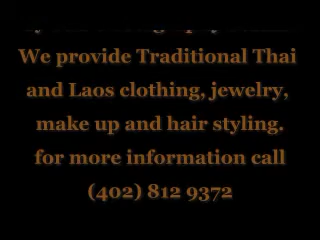 We provide Traditional Thai
and Laos clothing, jewelry,
make up and hair styling.
for more information call
(402) 812 9372